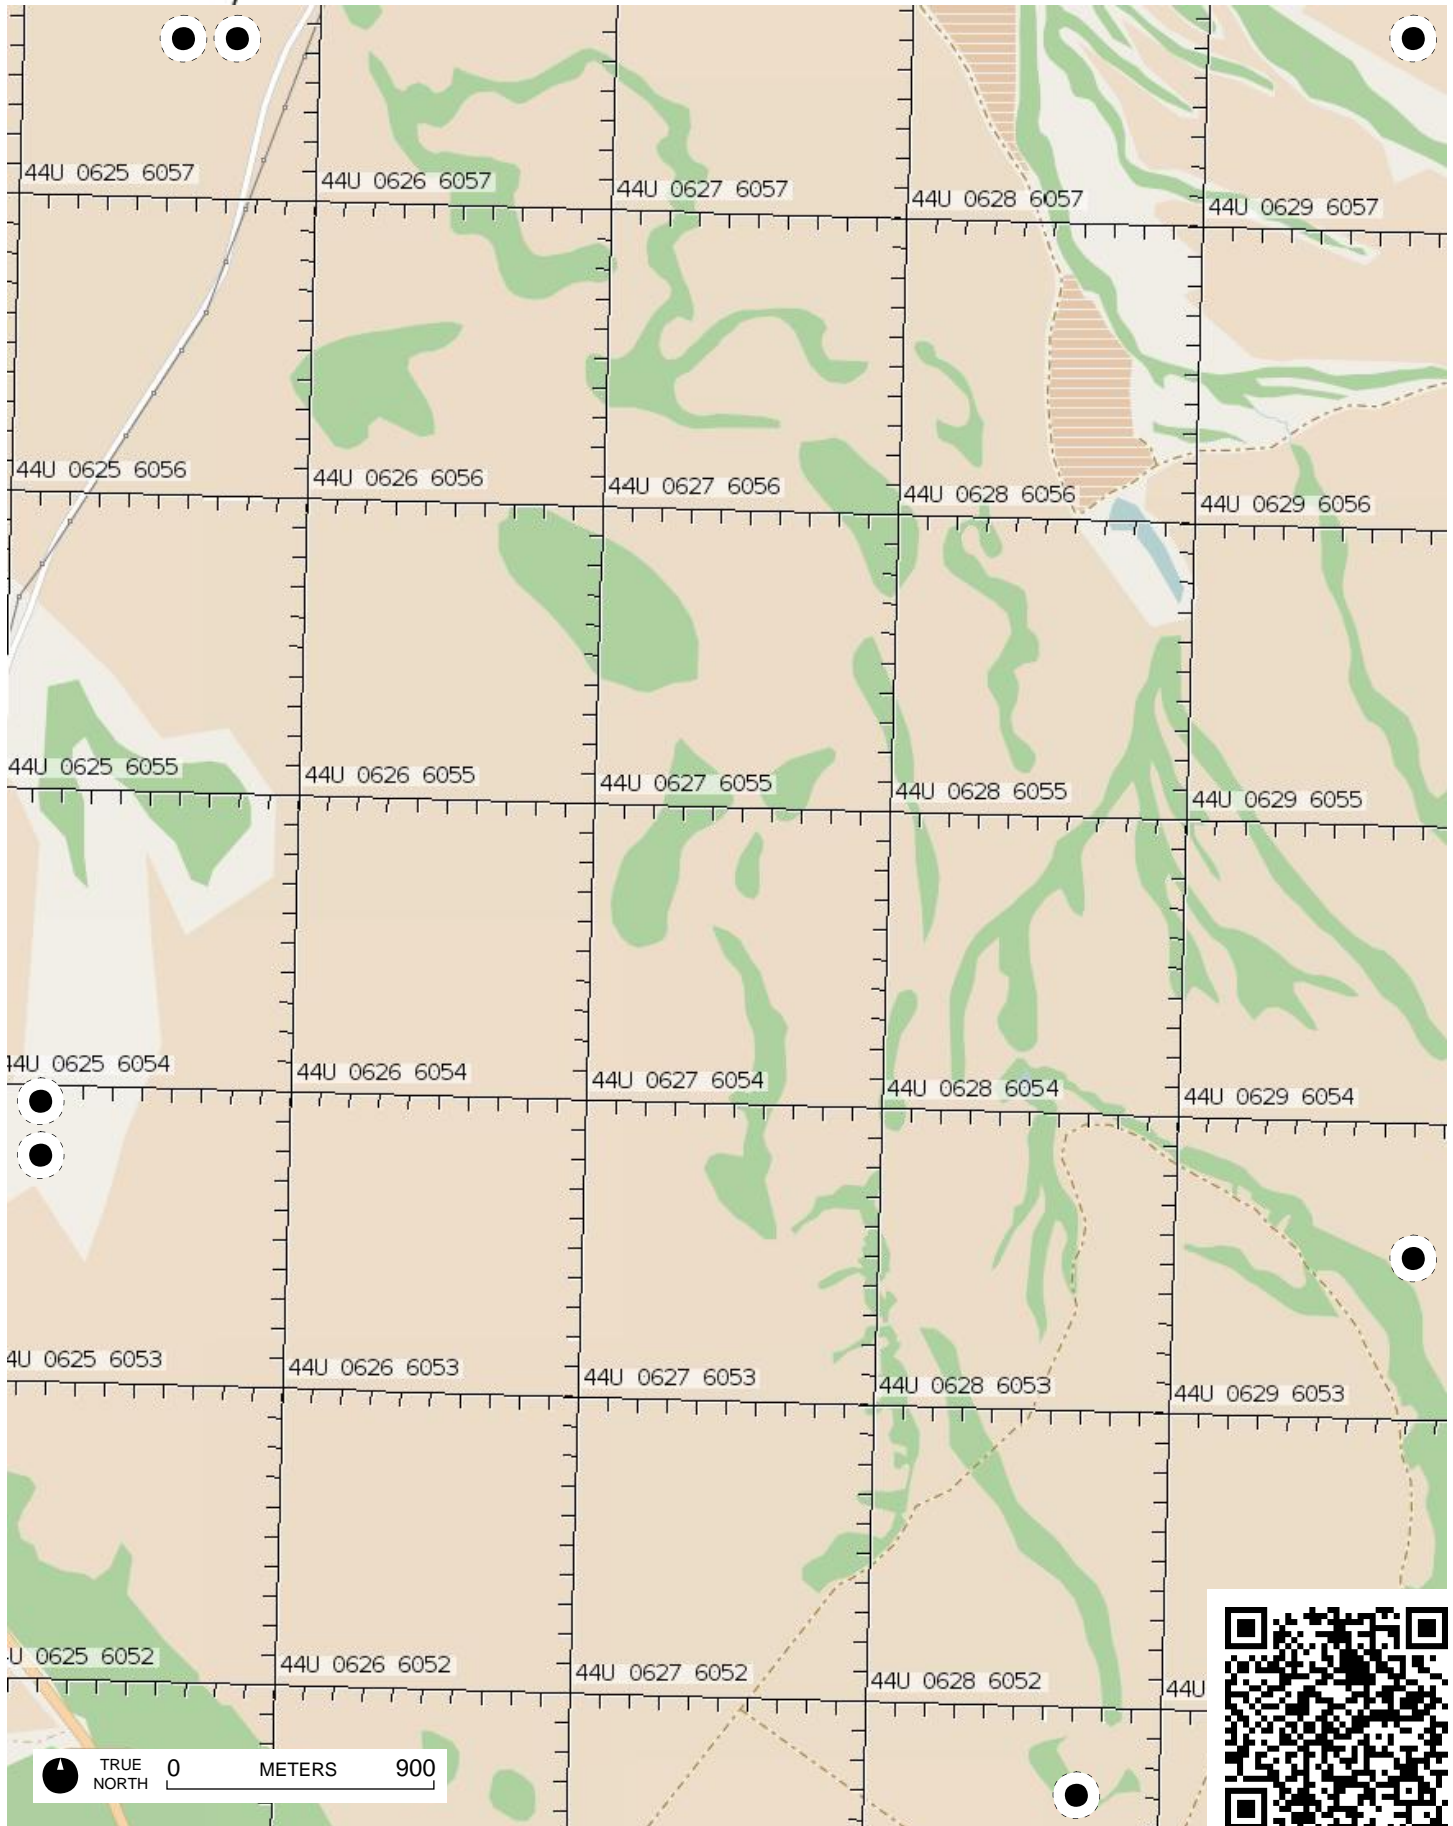 44U 0625 6057
44U 0626 6057
44U 0627 6057
44U 0628 6057
44U 0629 6057
44U 0625 6056
44U 0626 6056
44U 0627 6056
44U 0628 6056
44U 0629 6056
44U 0625 6055
44U 0626 6055
44U 0627 6055
44U 0628 6055
44U 0629 6055
44U 0625 6054
44U 0626 6054
44U 0627 6054
44U 0628 6054
44U 0629 6054
4U 0625 6053
44U 0626 6053
44U 0627 6053
44U 0628 6053
44U 0629 6053
U 0625 6052
44U 0626 6052
44U 0627 6052
44U 0628 6052
44U
TRUE NORTH 0 METERS 900